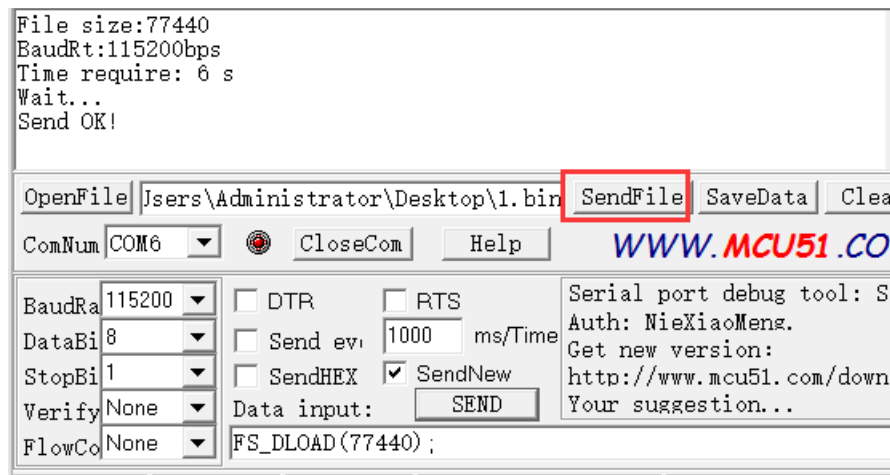 File size:77440
BaudRt:115200bps
Time require: 6 s
Wait...
Send OK!
OpenFile Jsers\Administrator\Desktop\1.bin SendFile SaveData Clea
ComNum COM6 CloseCom Help WWW.MCU51.CO
BaudRa 115200 DTR RTS
DataBi 8 Send ev 1000 ms/Time
StopBi 1 SendHEX SendNew
Verify None Data input: SEND
FlowCo None FS_DLOAD(77440);
Serial port debug tool: S
Auth: NieXiaoMeng.
Get new version:
http://www.mcu51.com/down
Your suggestion...